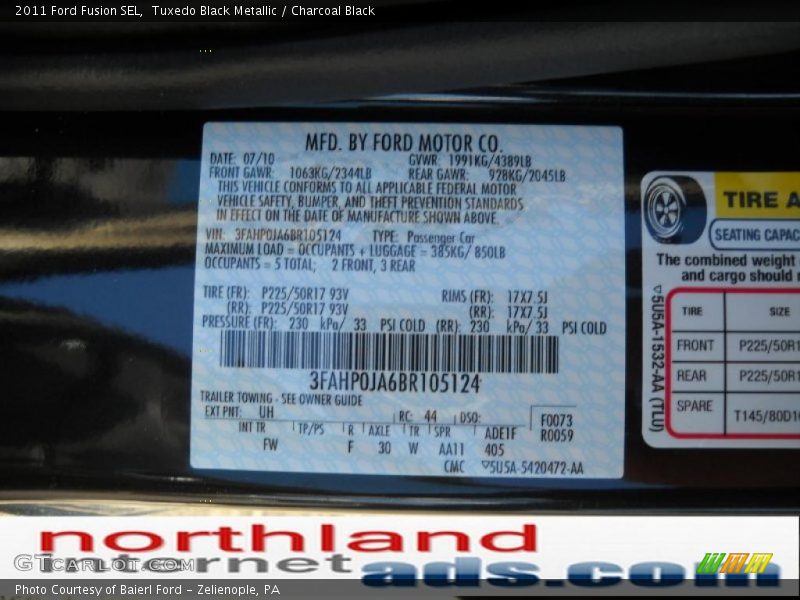 2011 Ford Fusion SEL,  Tuxedo Black Metallic / Charcoal Black
MFD. BY FORD MOTOR CO.
DATE: 07/10 GVWR: 1991KG/4389LB
FRONT GAWR: 1063KG/2344LB REAR GAWR: 928KG/2045LB
THIS VEHICLE CONFORMS TO ALL APPLICABLE FEDERAL MOTOR
VEHICLE SAFETY, BUMPER, AND THEFT PREVENTION STANDARDS
IN EFFECT ON THE DATE OF MANUFACTURE SHOWN ABOVE.
VIN: 3FAHP0JA6BR105124 TYPE: Passenger Car
MAXIMUM LOAD = OCCUPANTS + LUGGAGE = 385KG/ 850LB
OCCUPANTS = 5 TOTAL; 2 FRONT, 3 REAR
TIRE (FR): P225/50R17 93V RIMS (FR): 17X7.5J
(RR): P225/50R17 93V (RR): 17X7.5J
PRESSURE (FR): 230 kPa/ 33 PSI COLD (RR): 230 kPa/ 33 PSI COLD
3FAHP0JA6BR105124
TRAILER TOWING - SEE OWNER GUIDE
EXT PNT: UH RC: 44 DSO: F0073
INT TR TP/PS R AXLE TR SPR ADE1F R0059
FW F 30 W AA11 405
CMC ▽5U5A-5420472-AA
TIRE A
SEATING CAPAC
The combined weight
and cargo should
▽5U5A-1532-AA (TLU)
TIRE SIZE
FRONT P225/50R1
REAR P225/50R1
SPARE T145/80D16
northland
internet
ads.com
GTCARLOT.COM
Photo Courtesy of Baierl Ford - Zelienople, PA